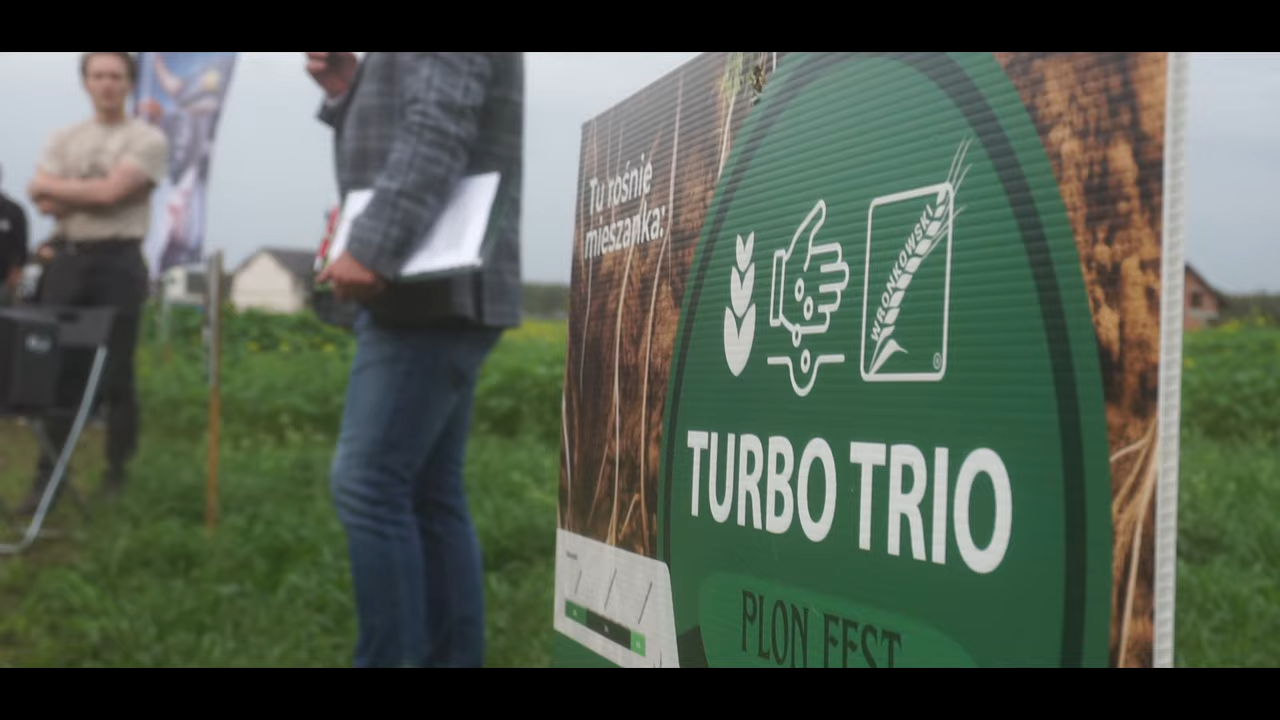 Tu rośnie
mieszanka:
WRONKOWSKI
®
TURBO TRIO
PLON FEST